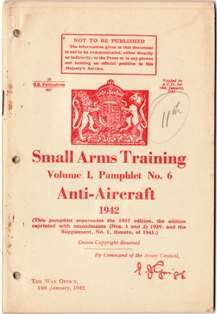 NOT TO BE PUBLISHED
The information given in this document
is not to be communicated, either directly
or indirectly, to the Press or to any person
not holding an official position in His
Majesty's Service.
26
Publications
11th
Small Arms Training
Volume I, Pamphlet No. 6
Anti-Aircraft
1942
(This pamphlet supersedes the 1937 edition, the edition
reprinted with amendments (Nos. 1 and 2) 1939, and the
Supplement, No. 1, of 1941.)
Crown Copyright Reserved
By Command of the Army Council,
THE WAR OFFICE,
January, 1942.